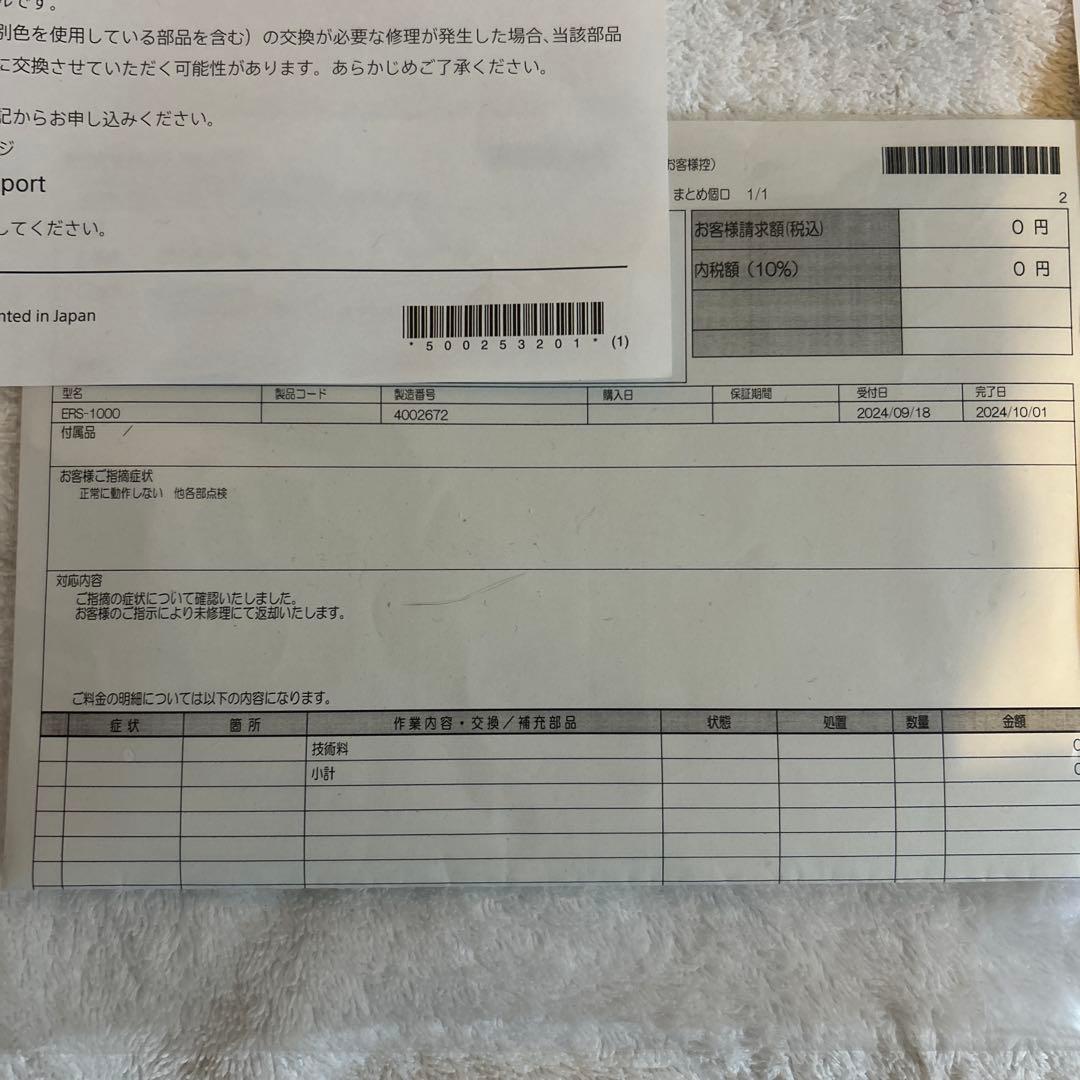 ルです。
別色を使用している部品を含む）の交換が必要な修理が発生した場合、当該部品
に交換させていただく可能性があります。あらかじめご了承ください。
記からお申し込みください。
ジ
port
してください。
nted in Japan
*500253201* (1)
お客様控）
まとめ個口 1/1
2
お客様請求額(税込) 0 円
内税額（10%） 0 円
型名 製品コード 製造番号 購入日 保証期間 受付日 完了日
ERS-1000 4002672 2024/09/18 2024/10/01
付属品 ／
お客様ご指摘症状
正常に動作しない 他各部点検
対応内容
ご指摘の症状について確認いたしました。
お客様のご指示により未修理にて返却いたします。
ご料金の明細については以下の内容になります。
症状 箇所 作業内容・交換／補充部品 状態 処置 数量 金額
技術料 0
小計 0